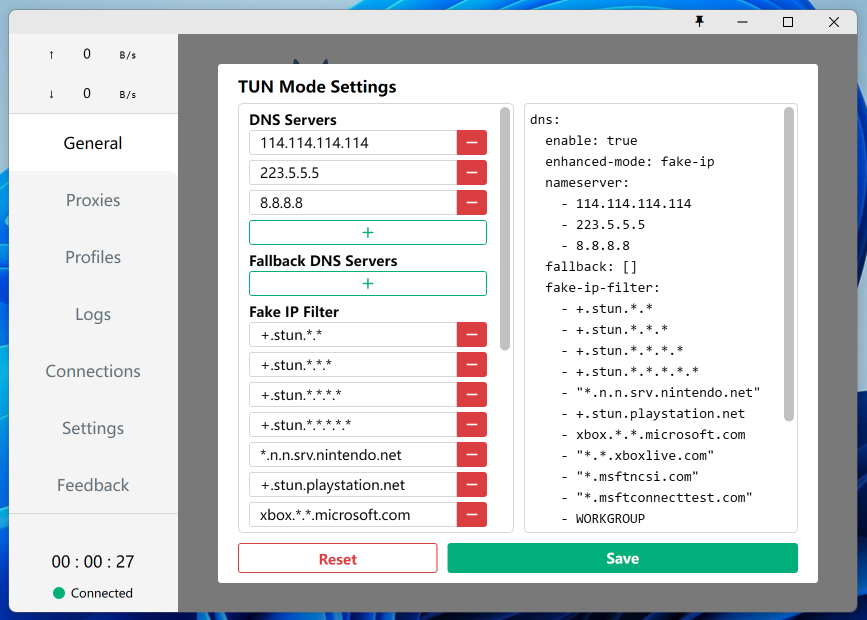 ↑ 0 B/s
↓ 0 B/s
General
Proxies
Profiles
Logs
Connections
Settings
Feedback
00 : 00 : 27
Connected
TUN Mode Settings
DNS Servers
114.114.114.114
223.5.5.5
8.8.8.8
+
Fallback DNS Servers
+
Fake IP Filter
+.stun.*.*
+.stun.*.*.*
+.stun.*.*.*.*
+.stun.*.*.*.*.*
*.n.n.srv.nintendo.net
+.stun.playstation.net
xbox.*.*.microsoft.com
dns:
enable: true
enhanced-mode: fake-ip
nameserver:
- 114.114.114.114
- 223.5.5.5
- 8.8.8.8
fallback: []
fake-ip-filter:
- +.stun.*.*
- +.stun.*.*.*
- +.stun.*.*.*.*
- +.stun.*.*.*.*.*
- "*.n.n.srv.nintendo.net"
- +.stun.playstation.net
- xbox.*.*.microsoft.com
- "*.*.xboxlive.com"
- "*.msftncsi.com"
- "*.msftconnecttest.com"
- WORKGROUP
Reset
Save